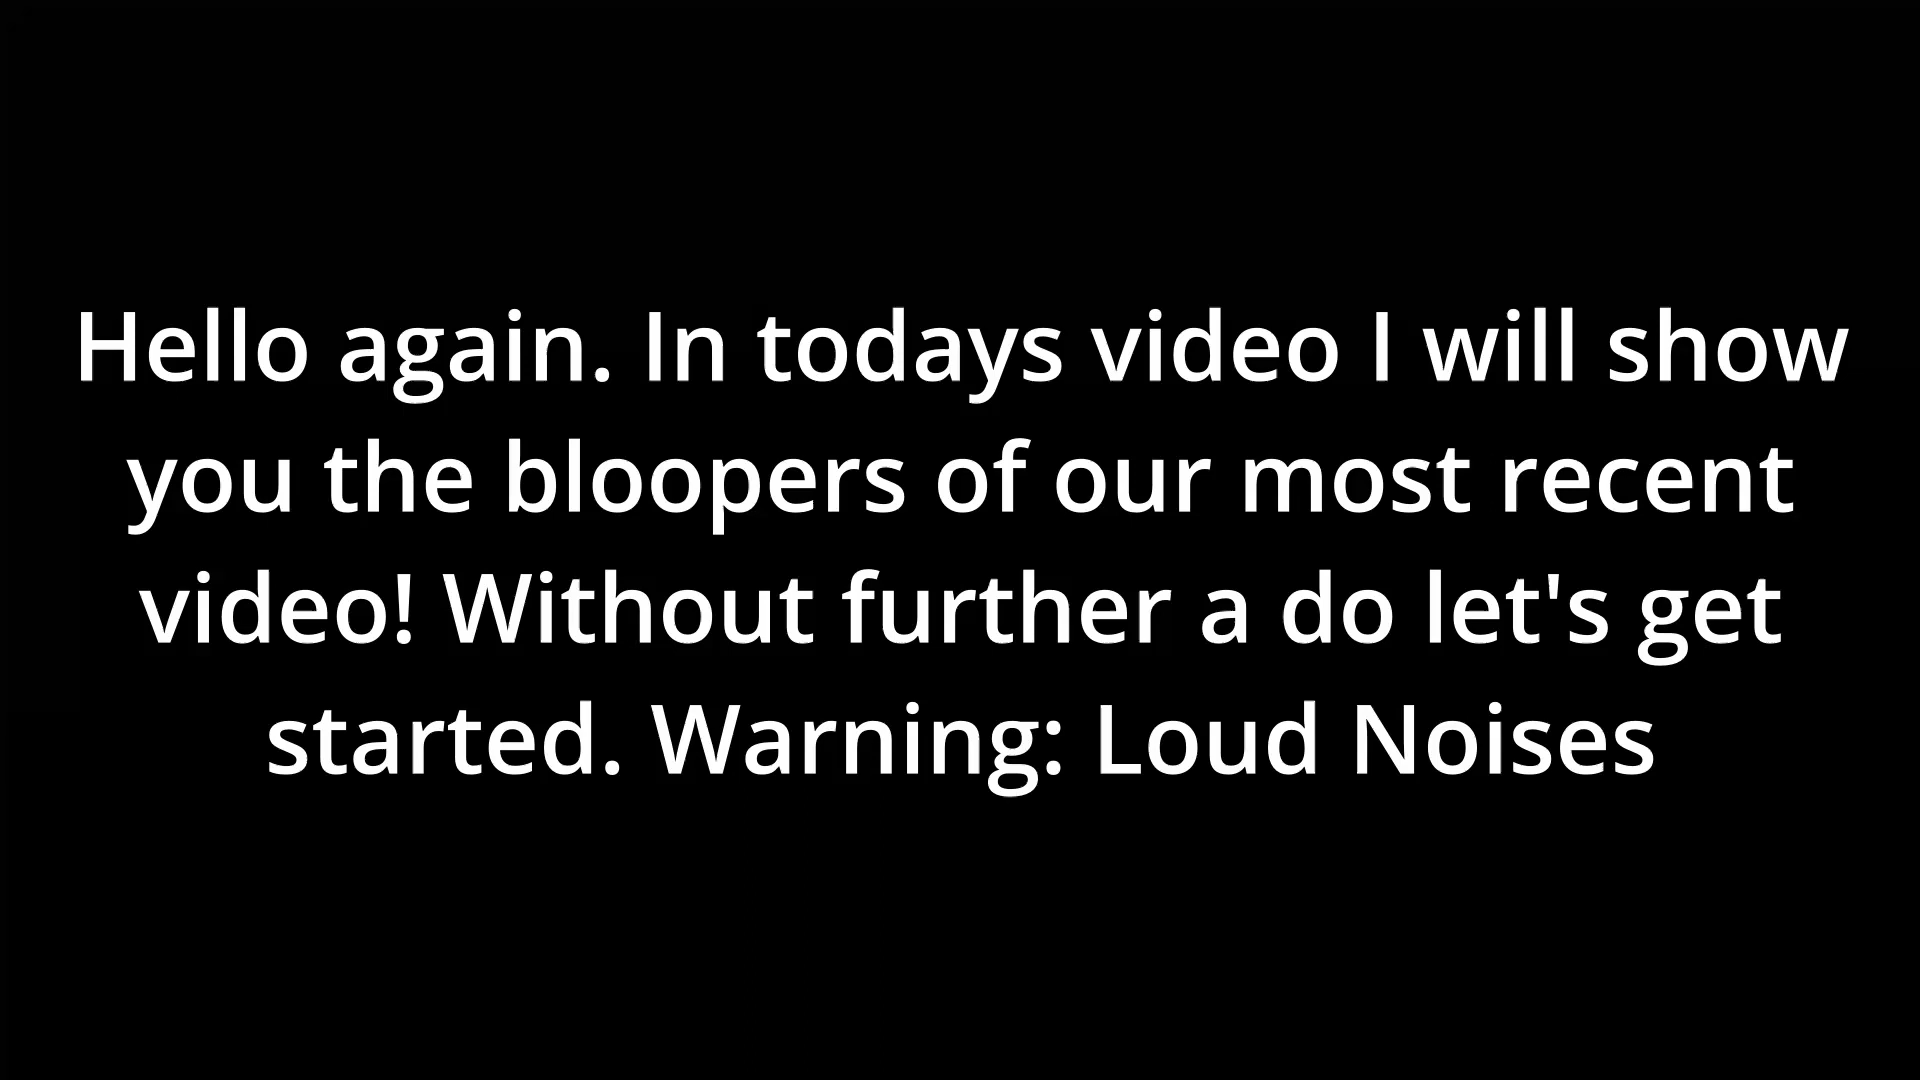 Hello again. In todays video I will show
you the bloopers of our most recent
video! Without further a do let's get
started. Warning: Loud Noises